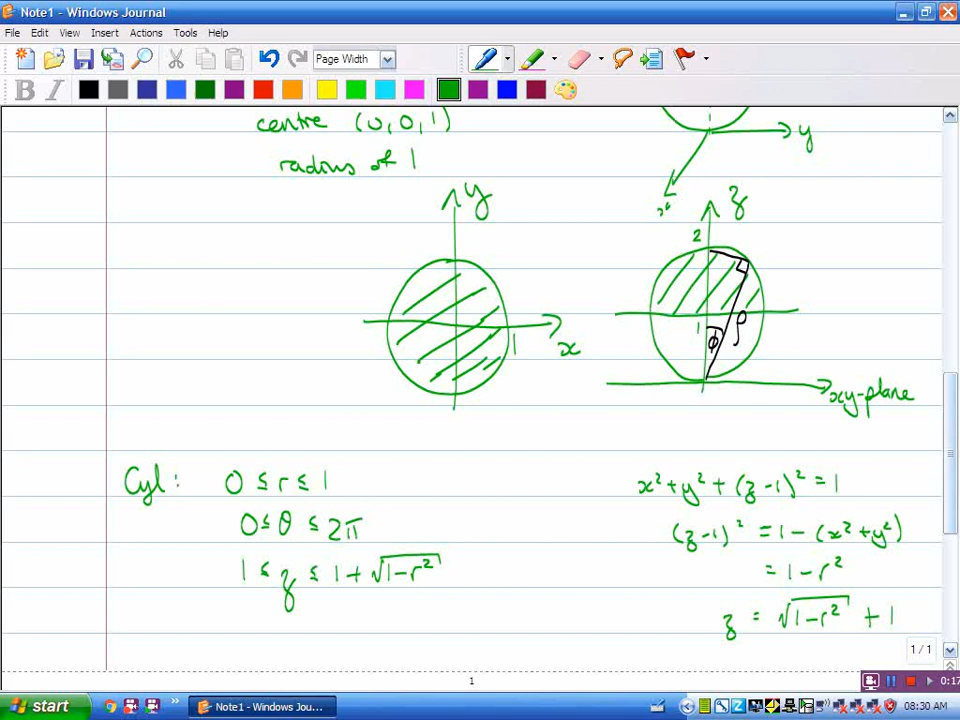 Note1 - Windows Journal
File Edit View Insert Actions Tools Help
Page Width
B I
centre (0,0,1)
radius of 1
y
x
y
x
1
z
2
1
ϕ
ρ
xy-plane
Cyl: 0 ≤ r ≤ 1
0 ≤ θ ≤ 2π
1 ≤ z ≤ 1 + √1-r²
x² + y² + (z-1)² = 1
(z-1)² = 1 - (x²+y²)
= 1 - r²
z = √1-r² + 1
1 / 1
1
0:17
start
Note1 - Windows Jou...
08:30 AM